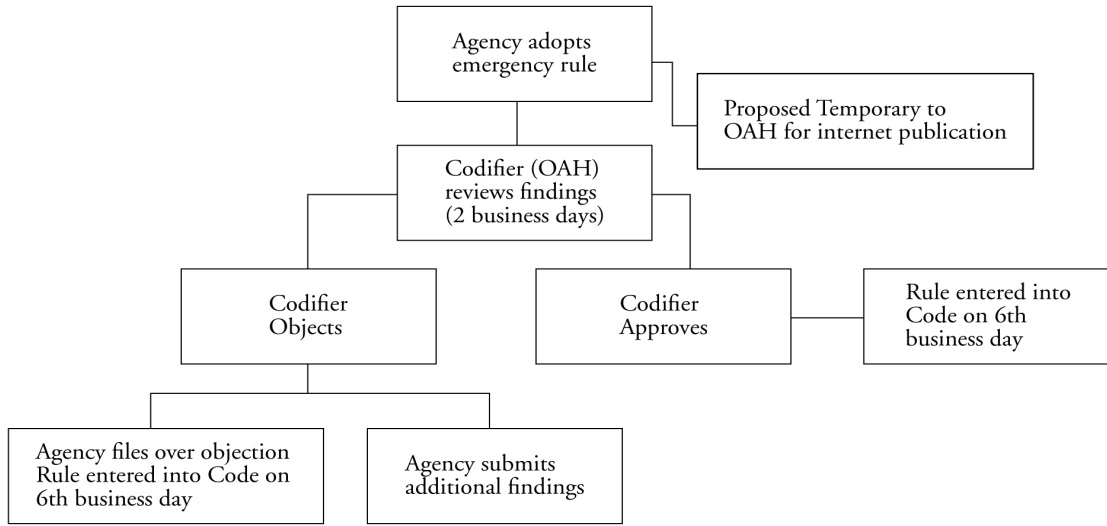 Agency adopts
emergency rule
Proposed Temporary to
OAH for internet publication
Codifier (OAH)
reviews findings
(2 business days)
Codifier
Objects
Codifier
Approves
Rule entered into
Code on 6th
business day
Agency files over objection
Rule entered into Code on
6th business day
Agency submits
additional findings